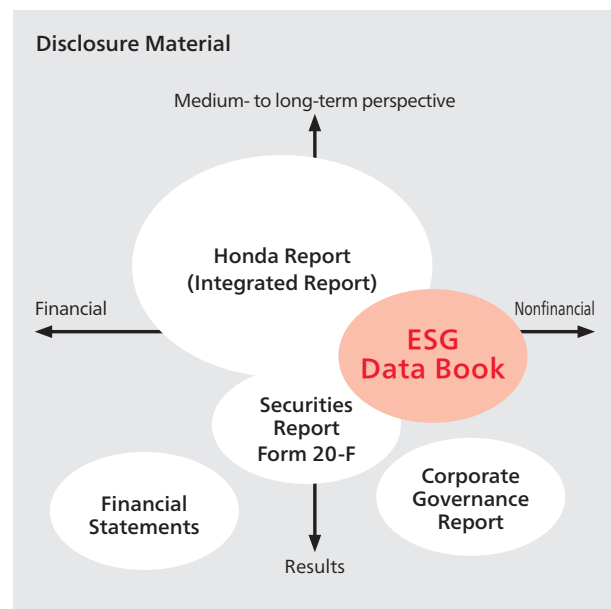 Disclosure Material
Medium- to long-term perspective
Honda Report
(Integrated Report)
Financial
Nonfinancial
ESG
Data Book
Securities
Report
Form 20-F
Financial
Statements
Corporate
Governance
Report
Results